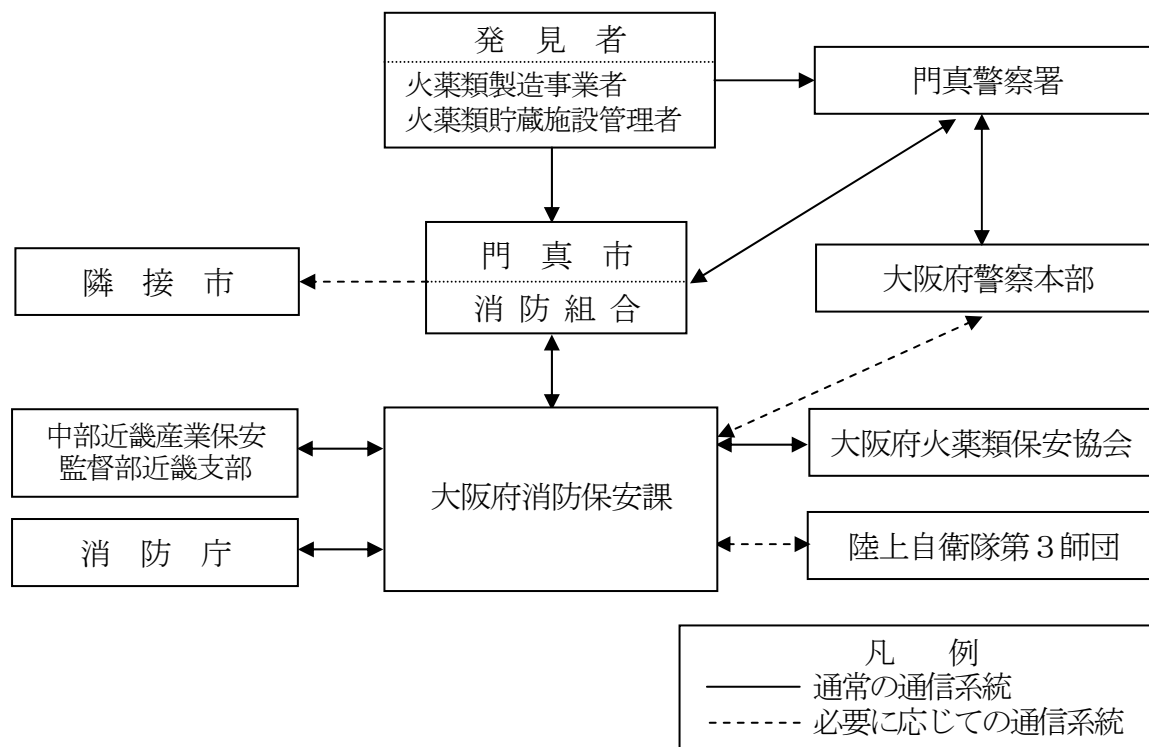 発見者
火薬類製造事業者
火薬類貯蔵施設管理者
門真警察署
門真市
消防組合
隣接市
大阪府警察本部
中部近畿産業保安
監督部近畿支部
大阪府消防保安課
大阪府火薬類保安協会
消防庁
陸上自衛隊第３師団
凡例
通常の通信系統
必要に応じての通信系統